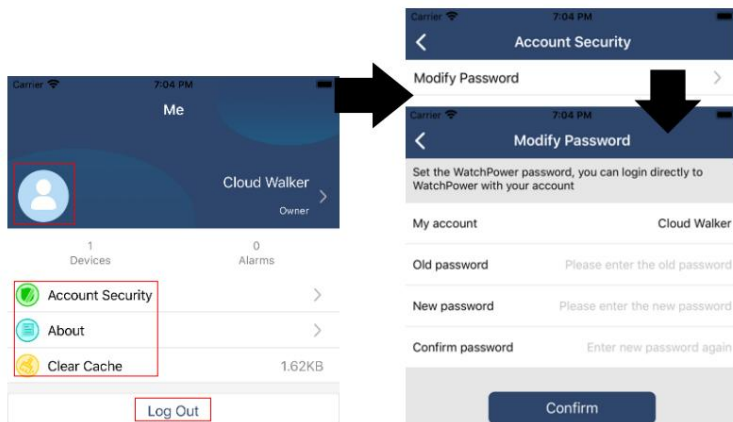 Carrier 7:04 PM
Me
Cloud Walker
Owner
1 0
Devices Alarms
Account Security
About
Clear Cache 1.62KB
Log Out
Carrier 7:04 PM
Account Security
Modify Password
Carrier 7:04 PM
Modify Password
Set the WatchPower password, you can login directly to
WatchPower with your account
My account Cloud Walker
Old password Please enter the old password
New password Please enter the new password
Confirm password Enter new password again
Confirm